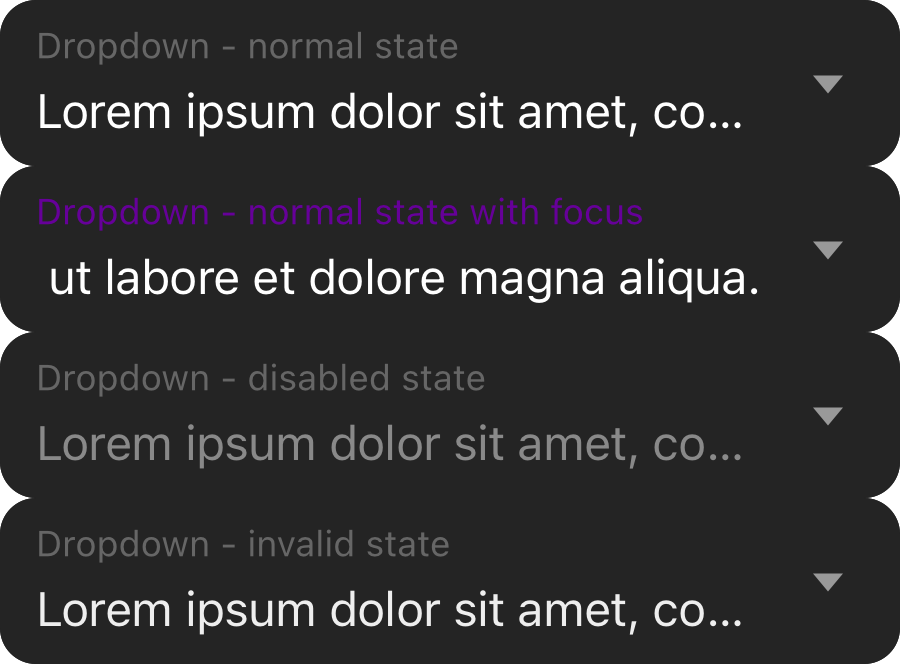 Dropdown - normal state
Lorem ipsum dolor sit amet, co...
Dropdown - normal state with focus
ut labore et dolore magna aliqua.
Dropdown - disabled state
Lorem ipsum dolor sit amet, co...
Dropdown - invalid state
Lorem ipsum dolor sit amet, co...